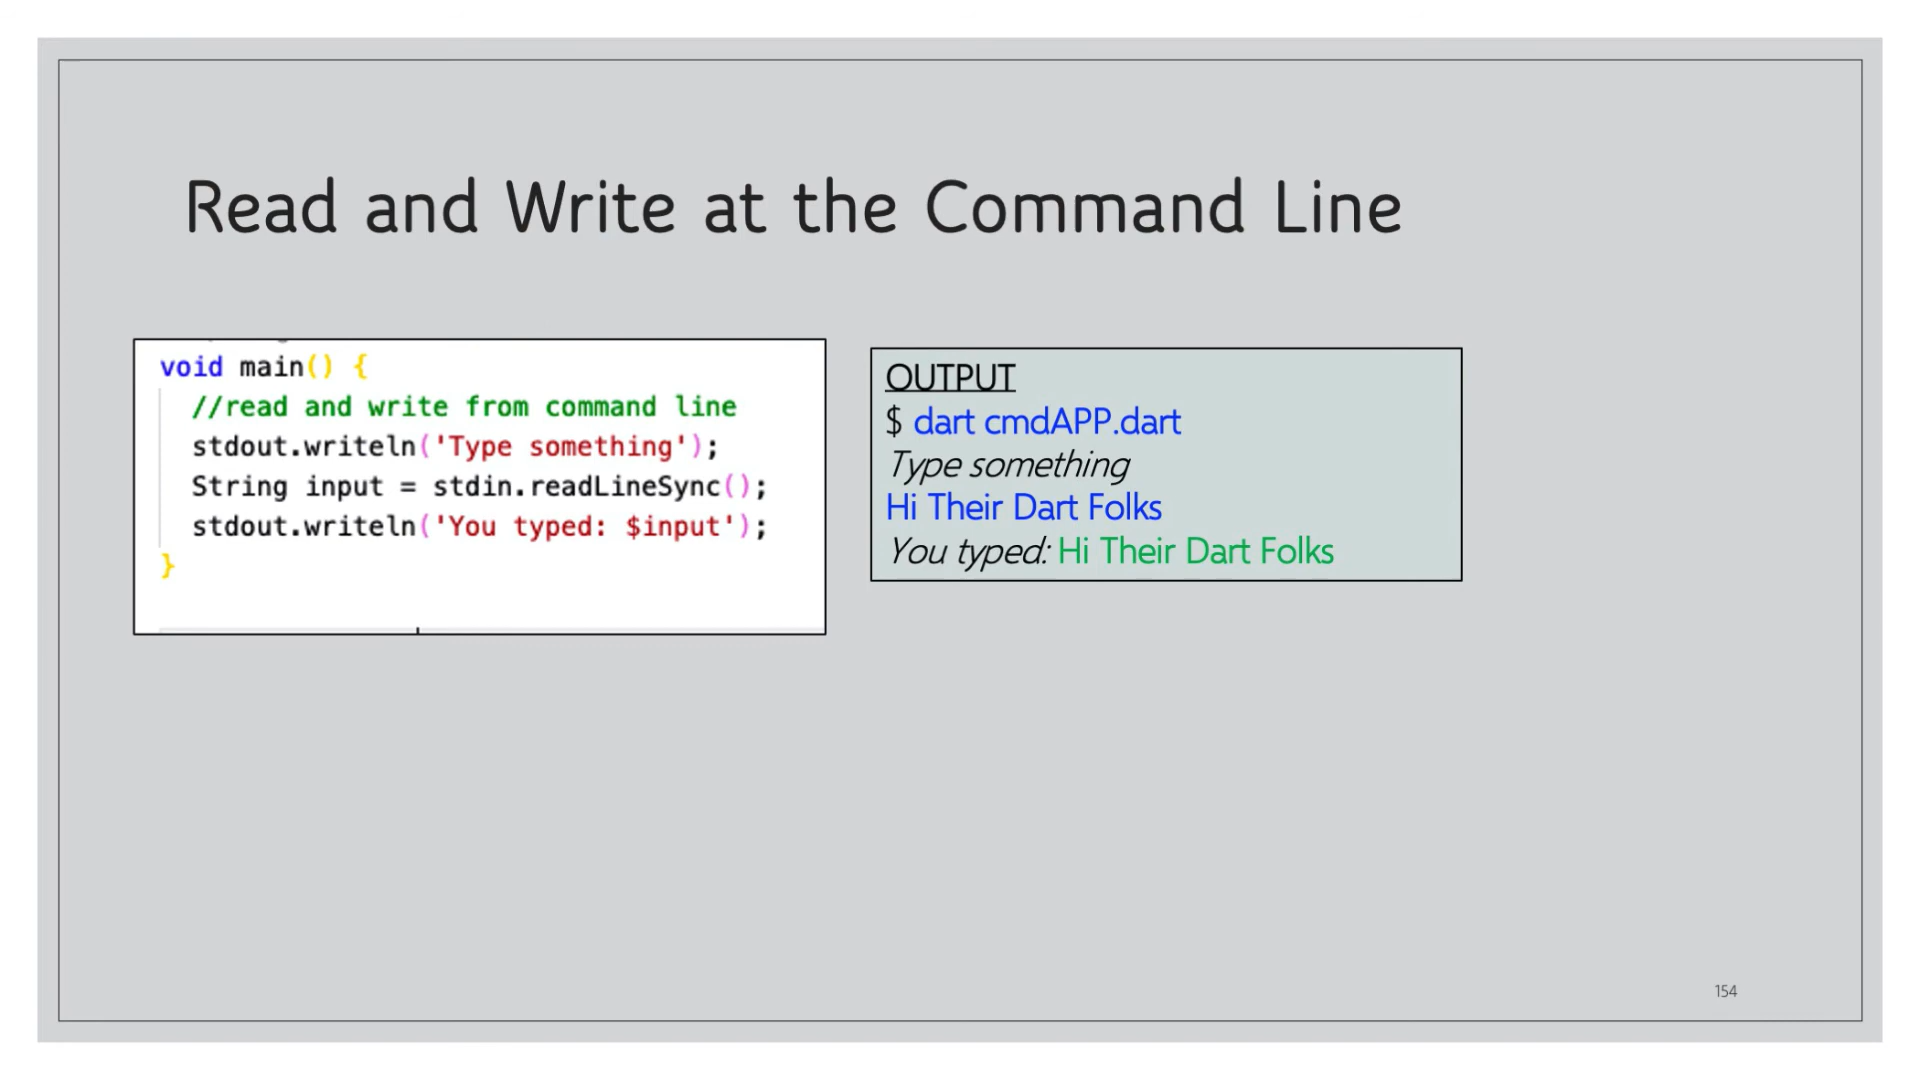 Read and Write at the Command Line
void main() {
//read and write from command line
stdout.writeln('Type something');
String input = stdin.readLineSync();
stdout.writeln('You typed: $input');
}
OUTPUT
$ dart cmdAPP.dart
Type something
Hi Their Dart Folks
You typed: Hi Their Dart Folks
154